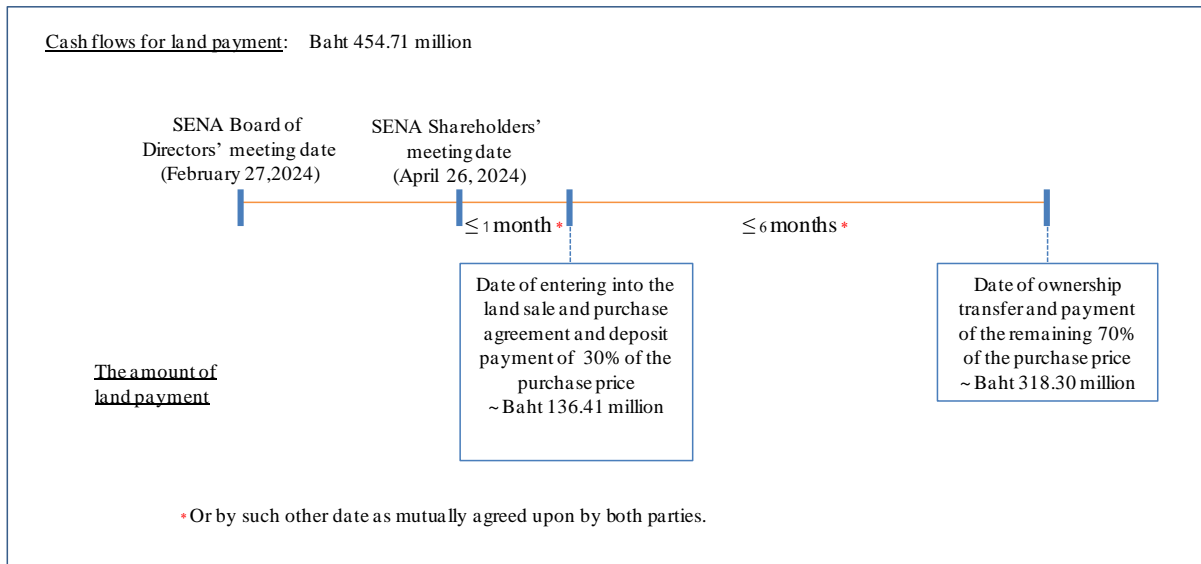 Cash flows for land payment: Baht 454.71 million
SENA Board of
Directors’ meeting date
(February 27,2024)
SENA Shareholders’
meeting date
(April 26, 2024)
≤ 1 month *
≤ 6 months *
Date of entering into the
land sale and purchase
agreement and deposit
payment of 30% of the
purchase price
~ Baht 136.41 million
Date of ownership
transfer and payment
of the remaining 70%
of the purchase price
~ Baht 318.30 million
The amount of
land payment
* Or by such other date as mutually agreed upon by both parties.